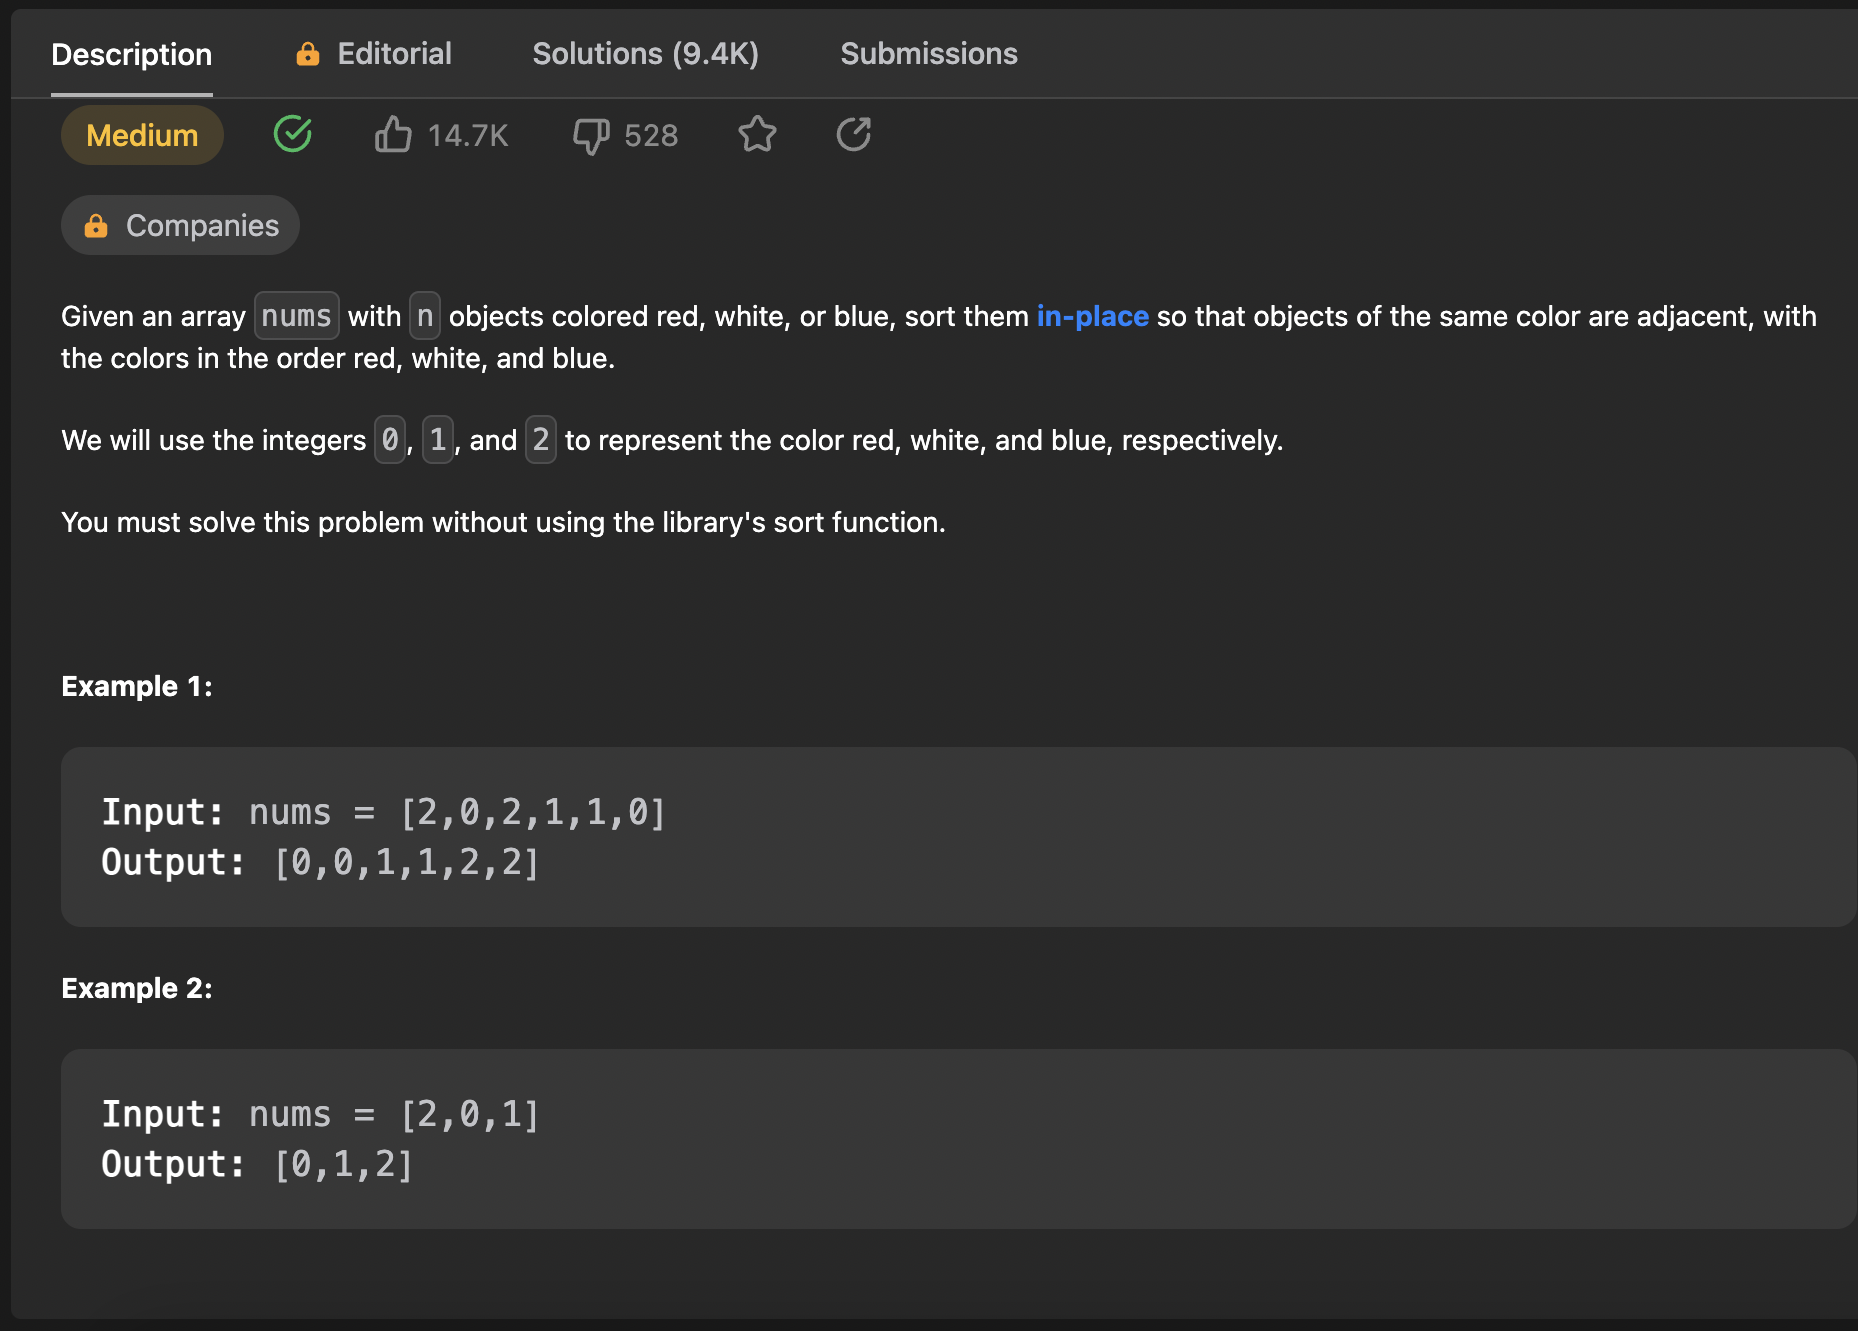 Description Editorial Solutions (9.4K) Submissions
Medium 14.7K 528
Companies
Given an array nums with n objects colored red, white, or blue, sort them in-place so that objects of the same color are adjacent, with
the colors in the order red, white, and blue.
We will use the integers 0, 1, and 2 to represent the color red, white, and blue, respectively.
You must solve this problem without using the library's sort function.
Example 1:
Input: nums = [2,0,2,1,1,0]
Output: [0,0,1,1,2,2]
Example 2:
Input: nums = [2,0,1]
Output: [0,1,2]